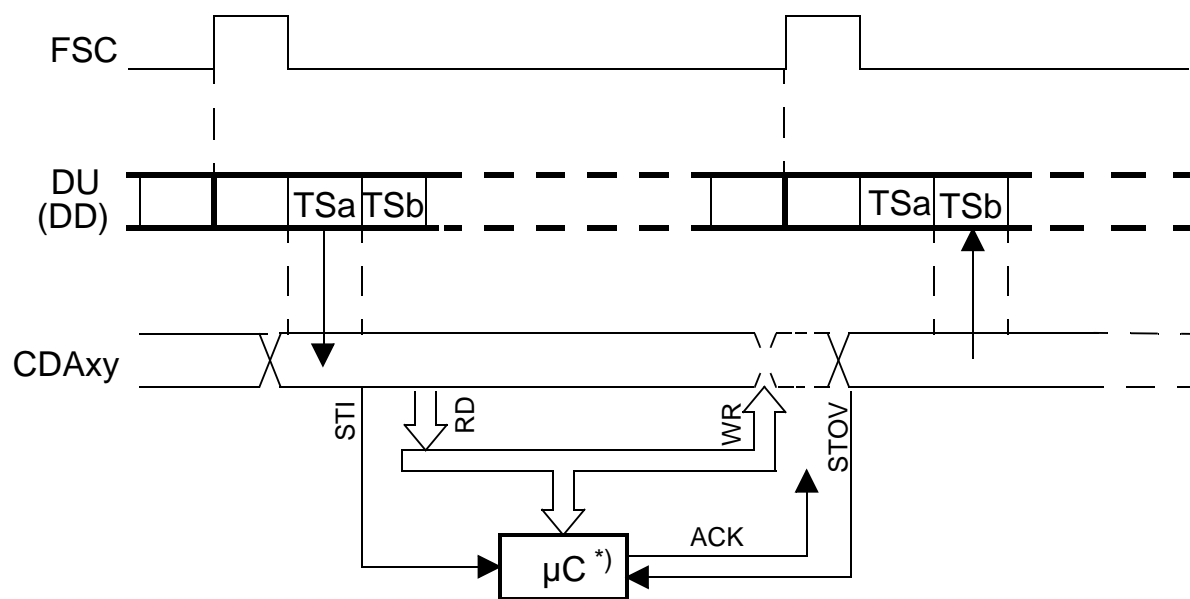 FSC
DU
(DD)
TSa TSb
TSa TSb
CDAxy
STI
RD
WR
STOV
ACK
µC *)